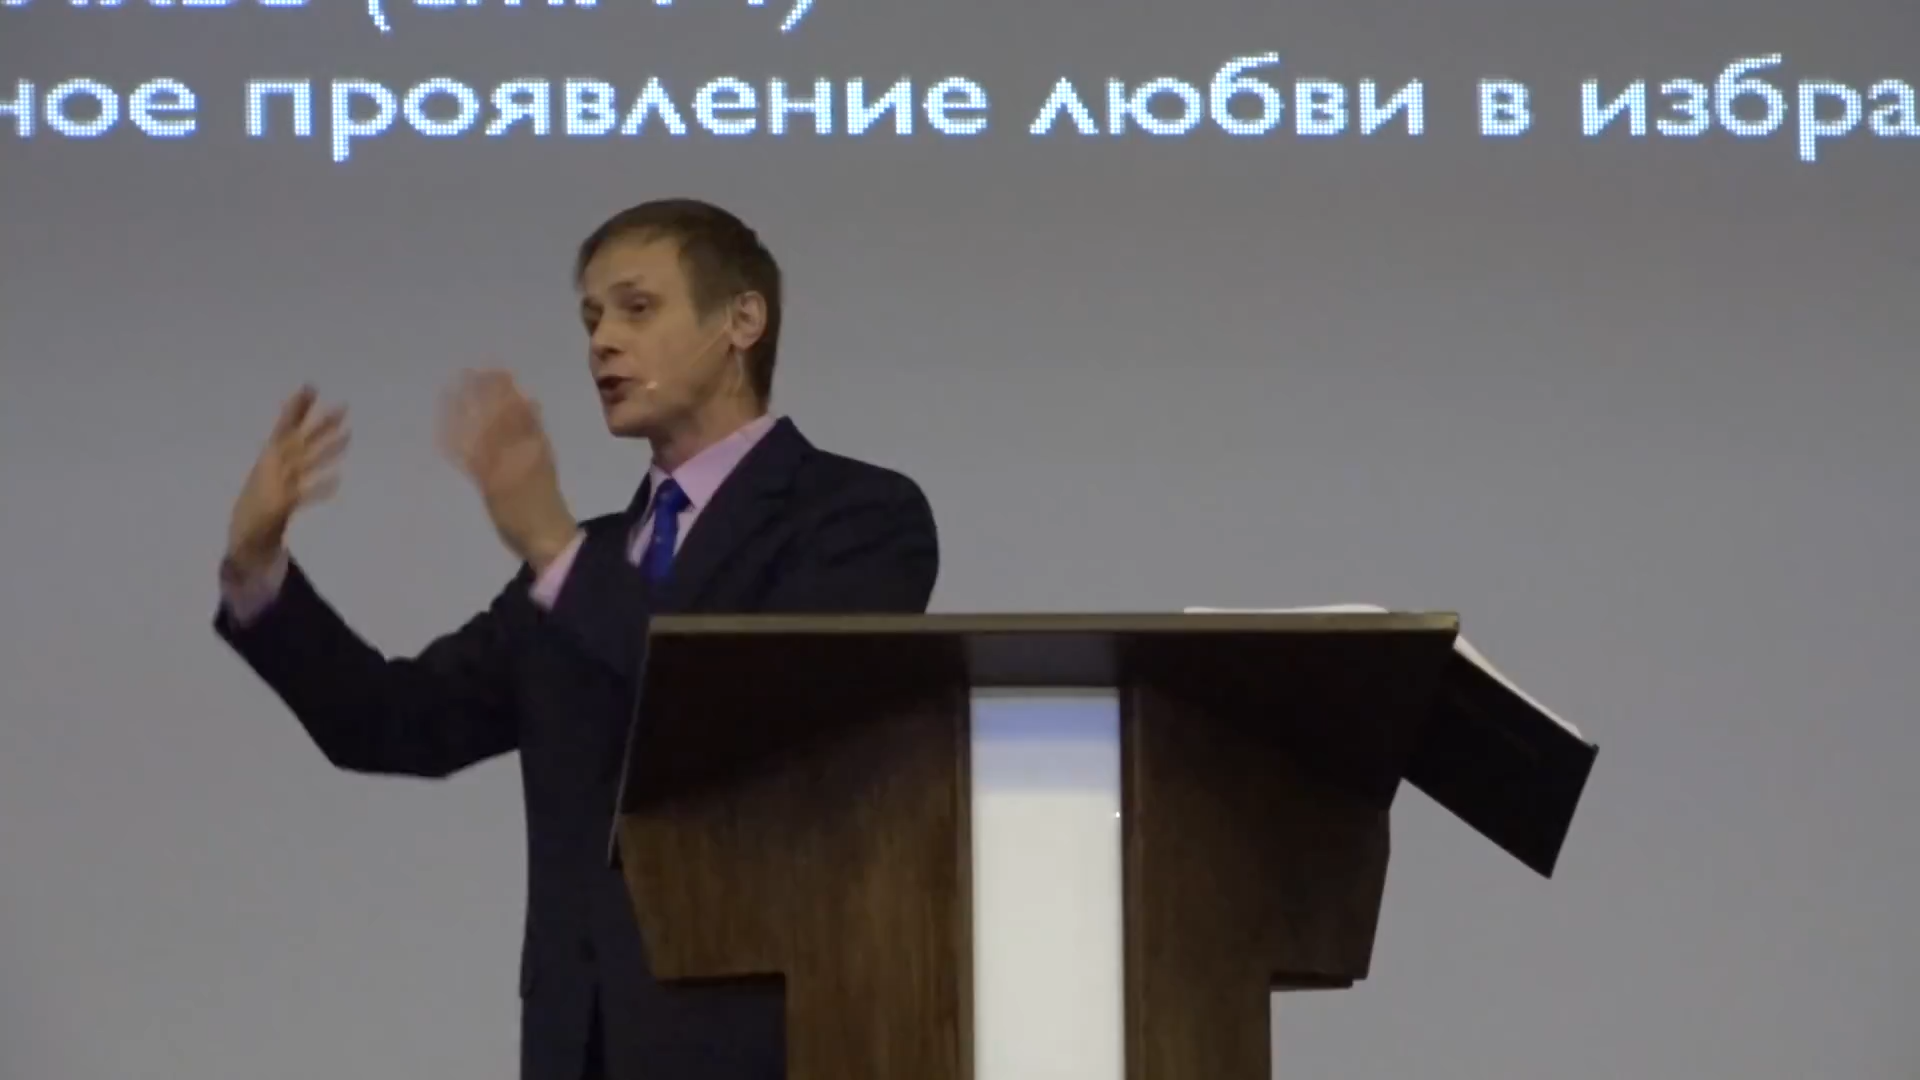 ное проявление любви в избра